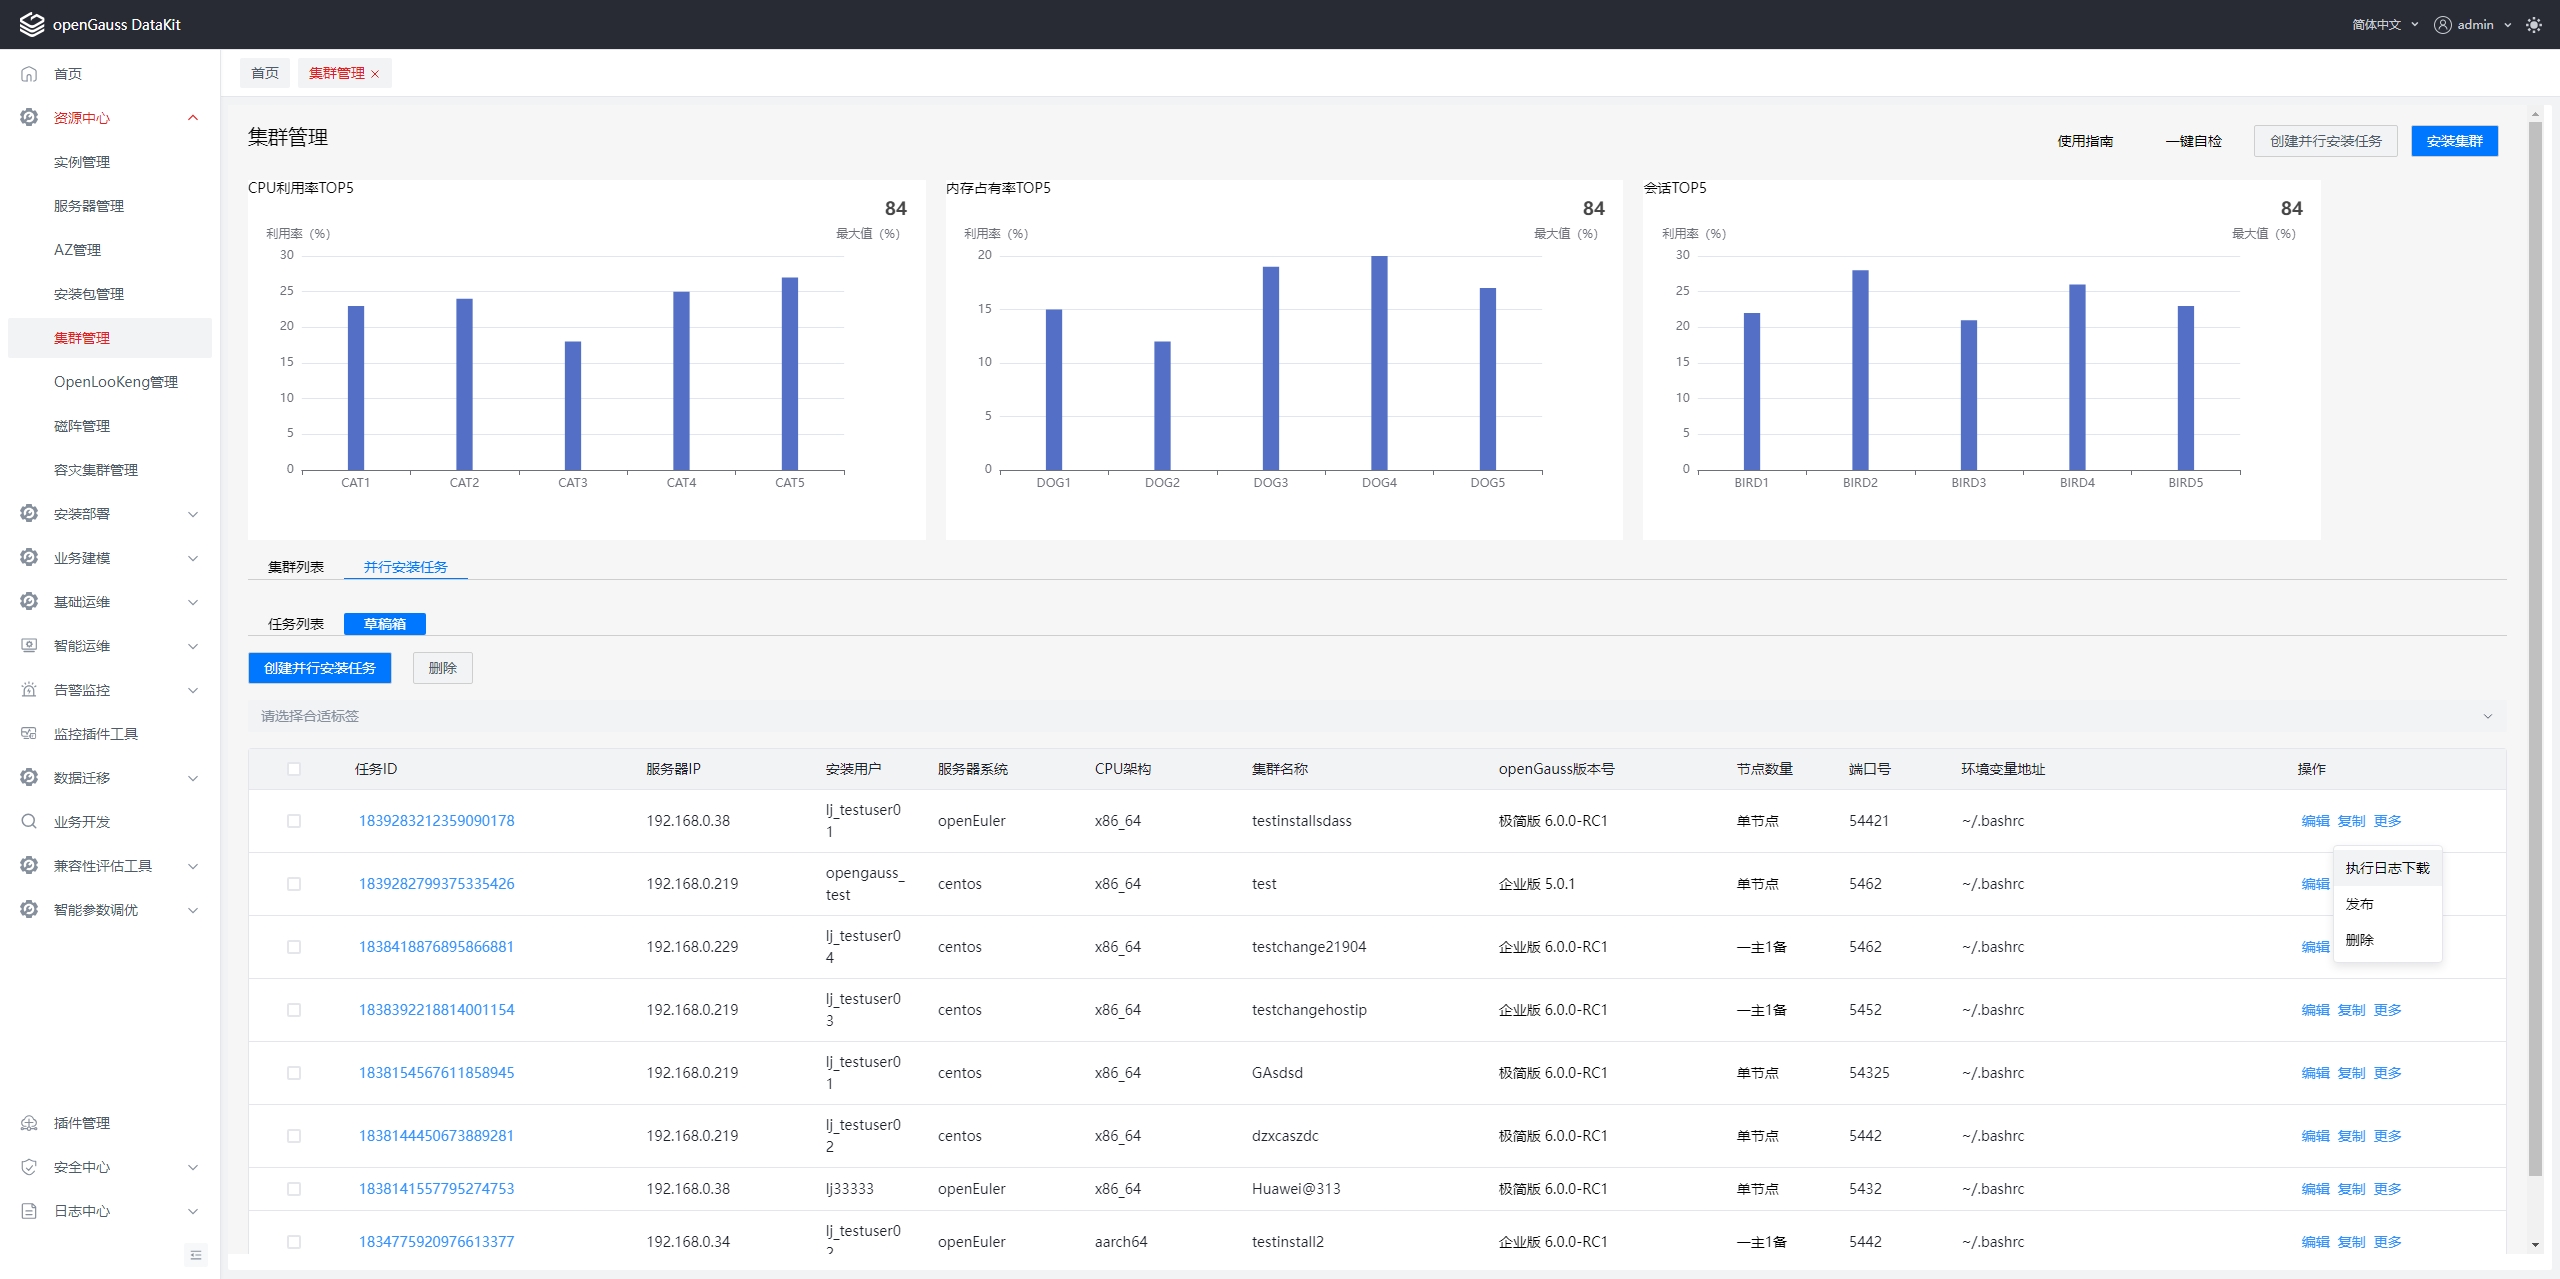 openGauss DataKit
简体中文
admin
首页
资源中心
实例管理
服务器管理
AZ管理
安装包管理
集群管理
OpenLooKeng管理
磁阵管理
容灾集群管理
安装部署
业务建模
基础运维
智能运维
告警监控
监控插件工具
数据迁移
业务开发
兼容性评估工具
智能参数调优
插件管理
安全中心
日志中心
首页 集群管理
集群管理
使用指南 一键自检 创建并行安装任务 安装集群
CPU利用率TOP5
84
利用率（%） 最大值（%）
30
25
20
15
10
5
0
CAT1 CAT2 CAT3 CAT4 CAT5
内存占有率TOP5
84
利用率（%） 最大值（%）
20
15
10
5
0
DOG1 DOG2 DOG3 DOG4 DOG5
会话TOP5
84
利用率（%） 最大值（%）
30
25
20
15
10
5
0
BIRD1 BIRD2 BIRD3 BIRD4 BIRD5
集群列表 并行安装任务
任务列表 草稿箱
创建并行安装任务 删除
请选择合适标签
任务ID 服务器IP 安装用户 服务器系统 CPU架构 集群名称 openGauss版本号 节点数量 端口号 环境变量地址 操作
1839283212359090178 192.168.0.38 lj_testuser01 openEuler x86_64 testinstallsdass 极简版 6.0.0-RC1 单节点 54421 ~/.bashrc 编辑 复制 更多
1839282799375335426 192.168.0.219 opengauss_test centos x86_64 test 企业版 5.0.1 单节点 5462 ~/.bashrc 编辑
1838418876895866881 192.168.0.229 lj_testuser04 centos x86_64 testchange21904 企业版 6.0.0-RC1 一主1备 5462 ~/.bashrc 编辑
执行日志下载
发布
删除
1838392218814001154 192.168.0.219 lj_testuser03 centos x86_64 testchangehostip 企业版 6.0.0-RC1 一主1备 5452 ~/.bashrc 编辑 复制 更多
1838154567611858945 192.168.0.219 lj_testuser01 centos x86_64 GAsdsd 极简版 6.0.0-RC1 单节点 54325 ~/.bashrc 编辑 复制 更多
1838144450673889281 192.168.0.219 lj_testuser02 centos x86_64 dzxcaszdc 极简版 6.0.0-RC1 单节点 5442 ~/.bashrc 编辑 复制 更多
1838141557795274753 192.168.0.38 lj33333 openEuler x86_64 Huawei@313 极简版 6.0.0-RC1 单节点 5432 ~/.bashrc 编辑 复制 更多
1834775920976613377 192.168.0.34 lj_testuser0 openEuler aarch64 testinstall2 企业版 6.0.0-RC1 一主1备 5442 ~/.bashrc 编辑 复制 更多